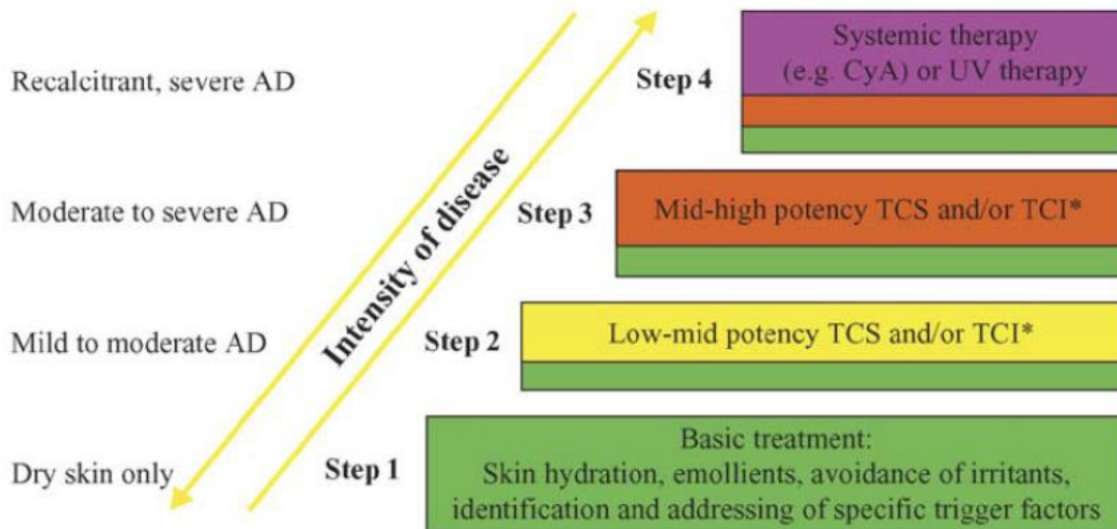 Recalcitrant, severe AD
Step 4
Systemic therapy
(e.g. CyA) or UV therapy
Moderate to severe AD
Step 3
Mid-high potency TCS and/or TCI*
Intensity of disease
Mild to moderate AD
Step 2
Low-mid potency TCS and/or TCI*
Dry skin only
Step 1
Basic treatment:
Skin hydration, emollients, avoidance of irritants,
identification and addressing of specific trigger factors